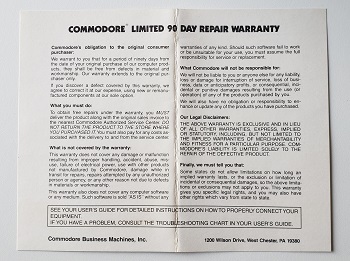 COMMODORE LIMITED 90 DAY REPAIR WARRANTY
Commodore's obligation to the original consumer
purchaser:
We warrant to you that for a period of ninety days from
the date of your original purchase of our computer prod-
ucts, they shall be free from defects in material and
workmanship. Our warranty extends to the original pur-
chaser only.
If you discover a defect covered by this warranty, we
agree to correct it at our expense, using new or remanu-
factured components at our sole option.
What you must do:
To obtain free repairs under the warranty, you MUST
deliver the product along with the original sales invoice to
the nearest Commodore Authorized Service Center. DO
NOT RETURN THE PRODUCT TO THE STORE WHERE
YOU PURCHASED IT. You must also pay for any costs as-
sociated with the delivery to and from the service center.
What is not covered by the warranty:
This warranty does not cover any damage or malfunction
resulting from improper handling, accident, abuse, mis-
use, failure of electrical power, use with other products
not manufactured by Commodore, damage while in
transit for repairs, repairs attempted by any unauthorized
person or agency, or any other reason not due to defects
in materials or workmanship.
This warranty also does not cover any computer software
or any medium. Such software is sold "AS IS" without any
warranties of any kind. Should such software fail to work
or be unsuitable for your use, you must assume the full
responsibility for service or replacement.
What Commodore will not be responsible for:
We will not be liable to you or anyone else for any liability,
loss, or damage for interruption of service, loss of busi-
ness, data or anticipatory profits, or consequential, inci-
dental or punitive damages resulting from the use (or
operation) of any of the products purchased by you.
We will also have no obligation or responsibility to en-
hance or update any of the products you have purchased.
Our Legal Disclaimers:
THE ABOVE WARRANTY IS EXCLUSIVE AND IN LIEU
OF ALL OTHER WARRANTIES, EXPRESS, IMPLIED
OR STATUTORY, INCLUDING, BUT NOT LIMITED TO
THE IMPLIED WARRANTIES OF MERCHANTABILITY
AND FITNESS FOR A PARTICULAR PURPOSE. COM-
MODORE'S LIABILITY IS LIMITED SOLELY TO THE
REPAIR OF THE DEFECTIVE PRODUCT.
Finally, we must tell you that:
Some states do not allow limitations on how long an
implied warranty lasts, or the exclusion or limitation of
incidental or consequential damages, so the above limita-
tions or exclusions may not apply to you. This warranty
gives you specific legal rights, and you may also have
other rights which vary from state to state.
SEE YOUR USER'S GUIDE FOR DETAILED INSTRUCTIONS ON HOW TO PROPERLY CONNECT YOUR
EQUIPMENT.
IF YOU HAVE A PROBLEM, CONSULT THE TROUBLESHOOTING CHART IN YOUR USER'S GUIDE.
Commodore Business Machines, Inc.
1200 Wilson Drive, West Chester, PA 19380